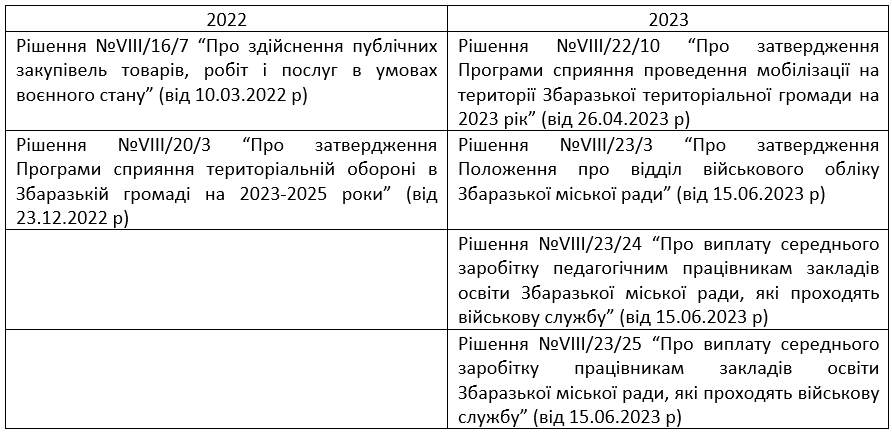 2022
2023
Рішення №VIII/16/7 “Про здійснення публічних
закупівель товарів, робіт і послуг в умовах
воєнного стану” (від 10.03.2022 р)
Рішення №VIII/22/10 “Про затвердження
Програми сприяння проведення мобілізації на
території Збаразької територіальної громади на
2023 рік” (від 26.04.2023 р)
Рішення №VIII/20/3 “Про затвердження
Програми сприяння територіальній обороні в
Збаразькій громаді на 2023-2025 роки” (від
23.12.2022 р)
Рішення №VIII/23/3 “Про затвердження
Положення про відділ військового обліку
Збаразької міської ради” (від 15.06.2023 р)
Рішення №VIII/23/24 “Про виплату середнього
заробітку педагогічним працівникам закладів
освіти Збаразької міської ради, які проходять
військову службу” (від 15.06.2023 р)
Рішення №VIII/23/25 “Про виплату середнього
заробітку працівникам закладів освіти
Збаразької міської ради, які проходять військову
службу” (від 15.06.2023 р)